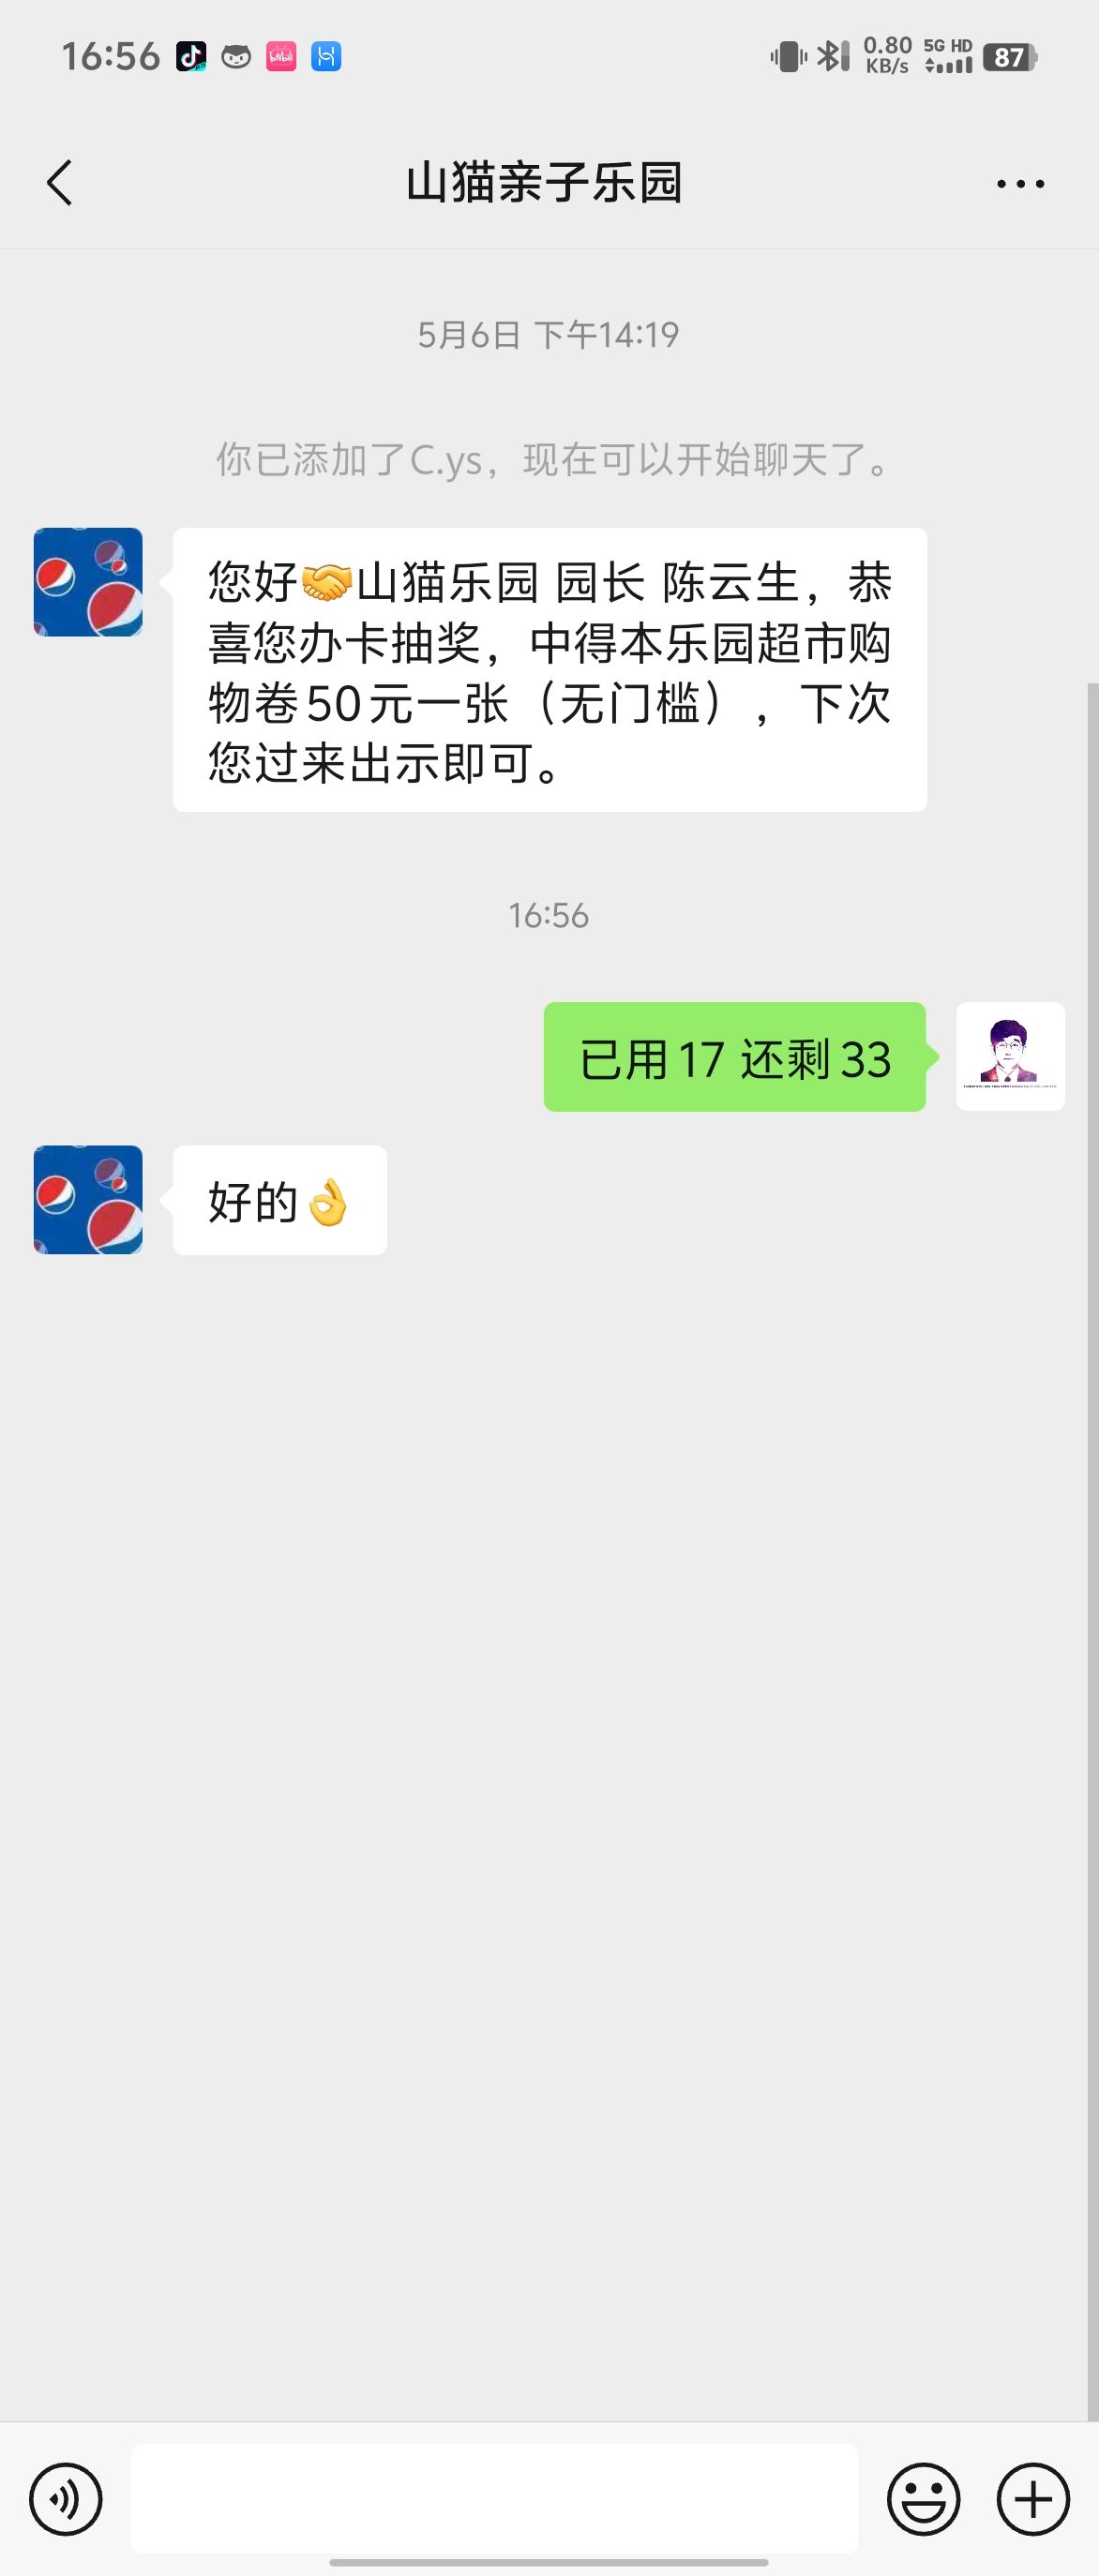 16:56
0.80
KB/s
5G HD
87
山猫亲子乐园
5月6日 下午14:19
你已添加了C.ys，现在可以开始聊天了。
您好🤝山猫乐园 园长 陈云生，恭
喜您办卡抽奖，中得本乐园超市购
物卷50元一张（无门槛），下次
您过来出示即可。
16:56
已用17 还剩33
好的👌